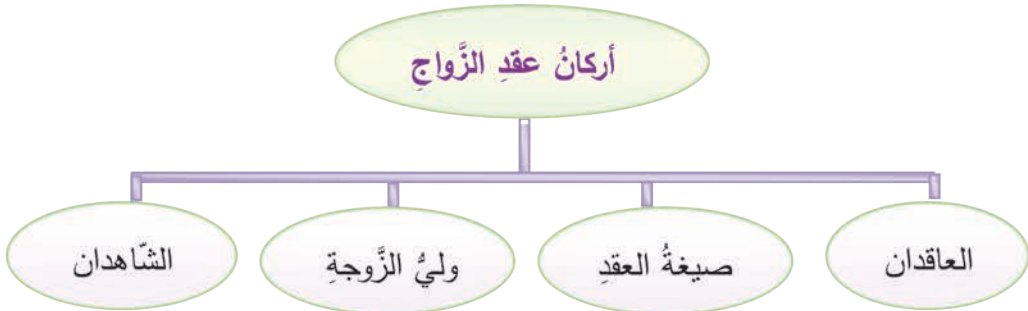 أركانُ عقدِ الزَّواجِ
العاقدان
صيغةُ العقدِ
وليُّ الزَّوجةِ
الشّاهدان